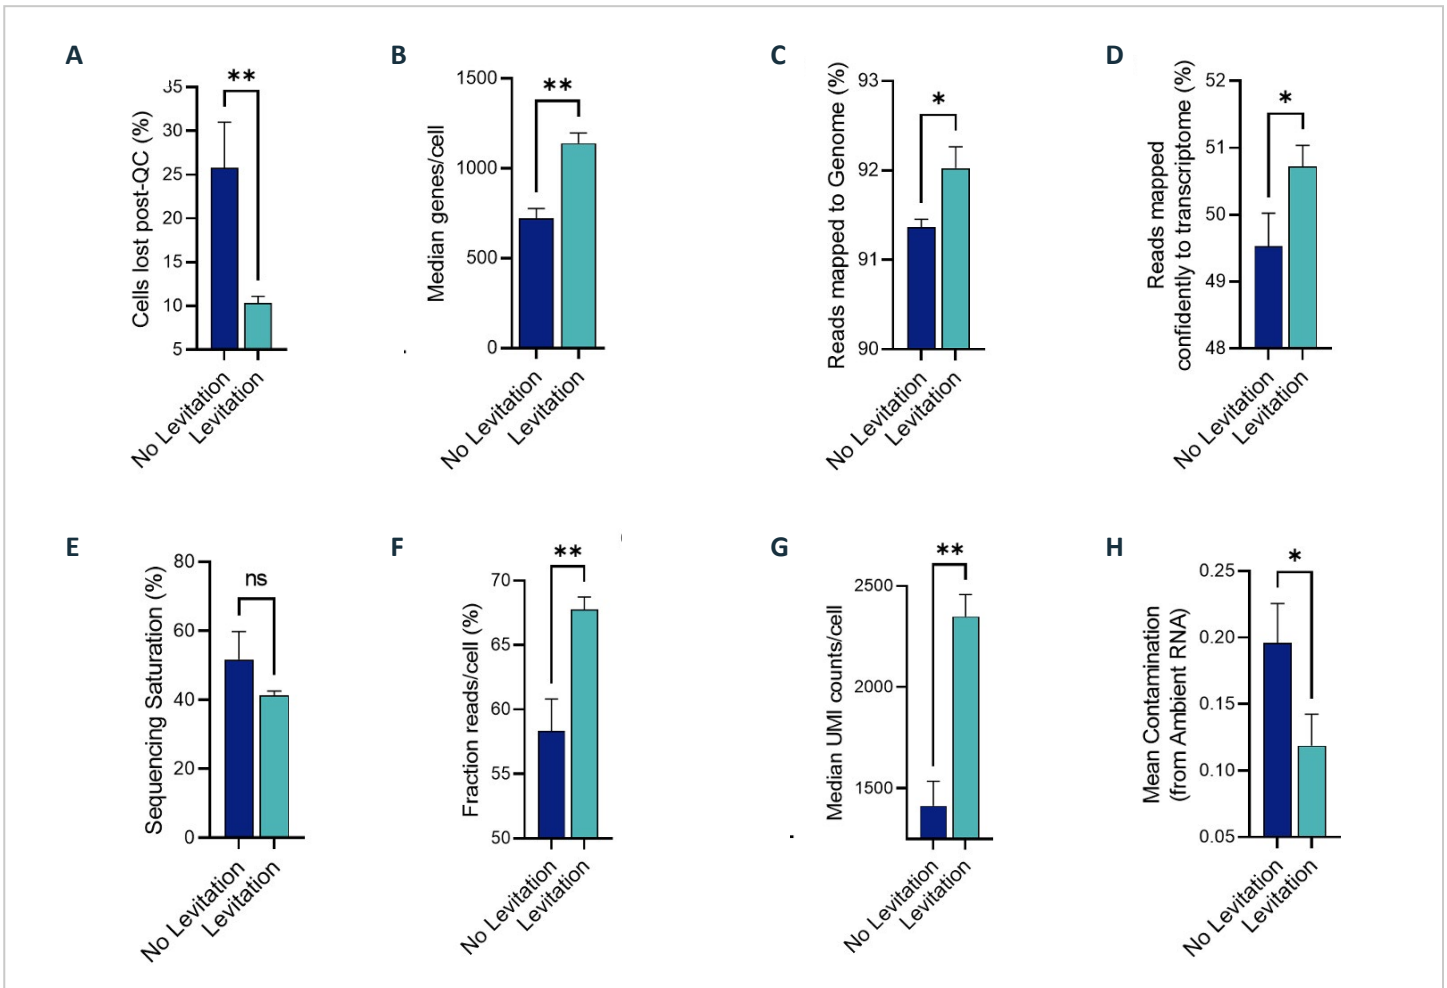 A
**
35
30
25
20
15
10
5
Cells lost post-QC (%)
No Levitation
Levitation
B
**
1500
1000
500
0
Median genes/cell
No Levitation
Levitation
C
*
93
92
91
90
Reads mapped to Genome (%)
No Levitation
Levitation
D
*
52
51
50
49
48
Reads mapped
confidently to transcriptome (%)
No Levitation
Levitation
E
ns
80
60
40
20
0
Sequencing Saturation (%)
No Levitation
Levitation
F
**
70
65
60
55
50
Fraction reads/cell (%)
No Levitation
Levitation
G
**
2500
2000
1500
Median UMI counts/cell
No Levitation
Levitation
H
*
0.25
0.20
0.15
0.10
0.05
Mean Contamination
(from Ambient RNA)
No Levitation
Levitation